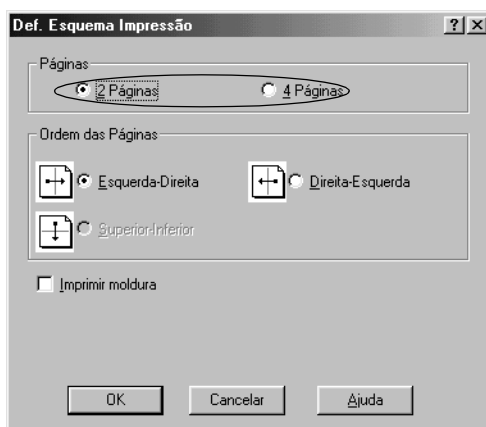 Def. Esquema Impressão
Páginas
2 Páginas 4 Páginas
Ordem das Páginas
Esquerda-Direita Direita-Esquerda
Superior-Inferior
Imprimir moldura
OK Cancelar Ajuda